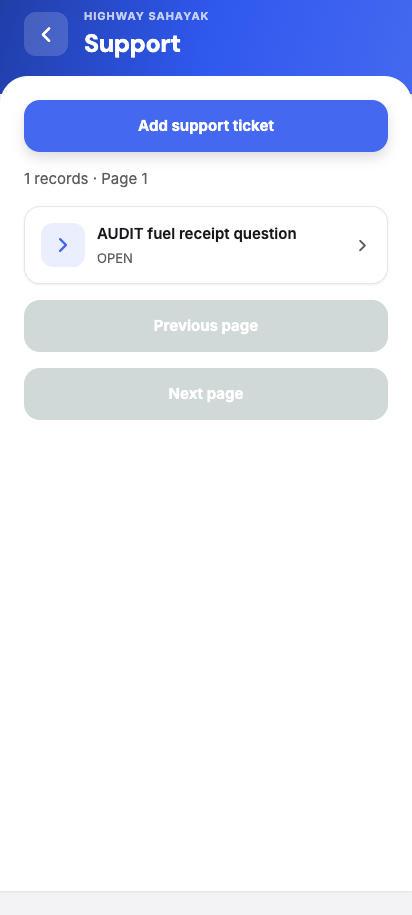 HIGHWAY SAHAYAK
Support
Add support ticket
1 records · Page 1
AUDIT fuel receipt question
OPEN
Previous page
Next page